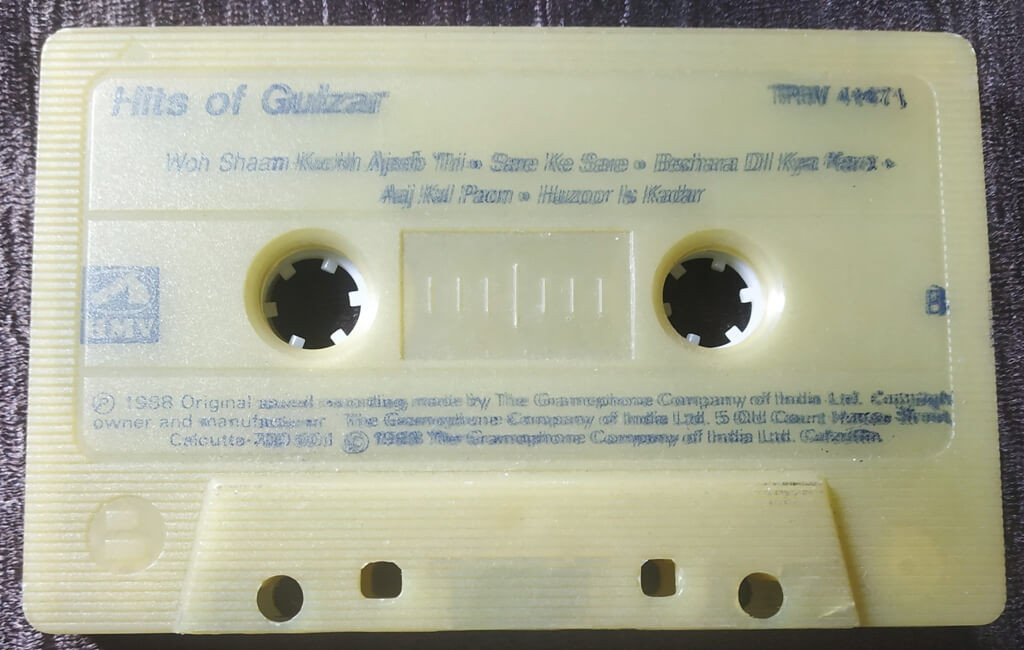 Hits of Gulzar
Woh Shaam Kuchh Ajeeb Thi • Sare Ke Sare • Bechara Dil Kya Kare •
Aaj Kal Paon • Huzoor Is Kadar
HMV
B
℗ 1988 Original sound recording made by The Gramophone Company of India Ltd. Copyright
owner and manufacturer The Gramophone Company of India Ltd. 5 Old Court House Street
Calcutta 700 001 © 1988 The Gramophone Company of India Ltd. Calcutta